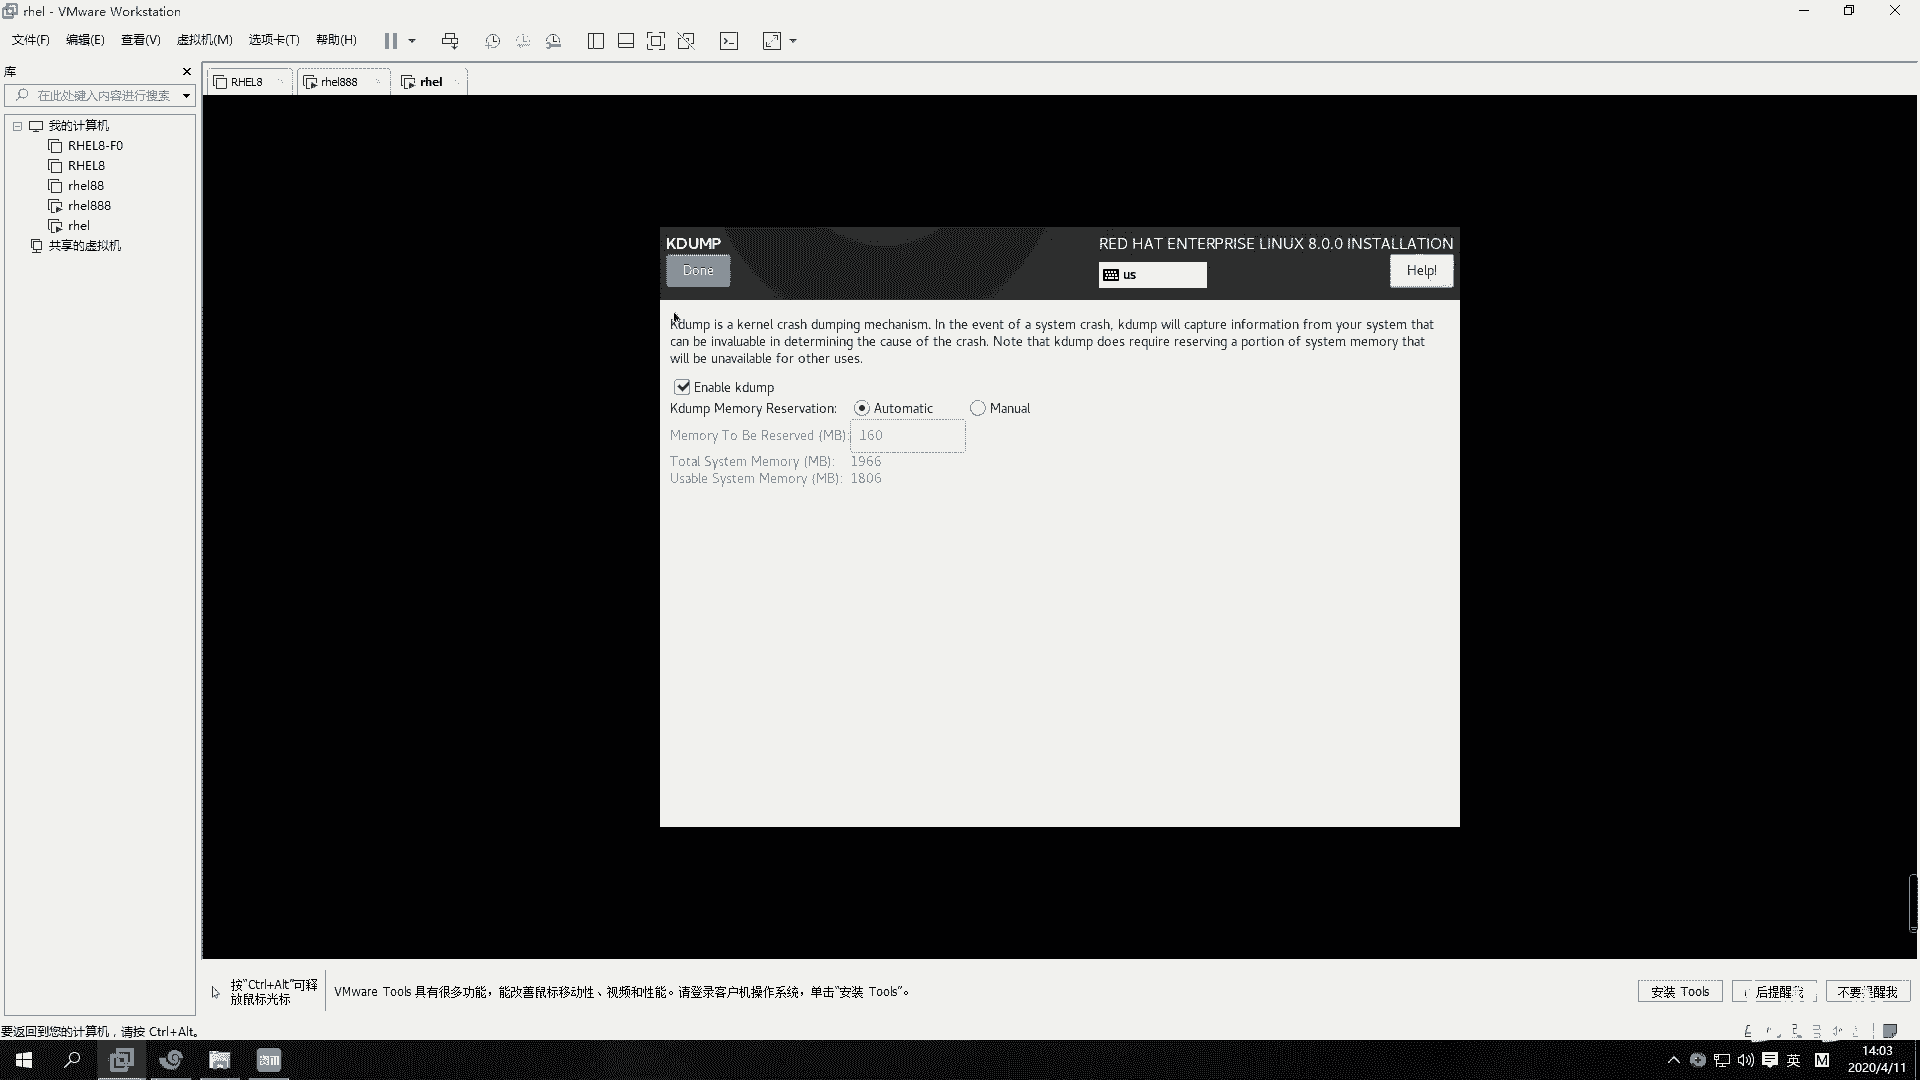 rhel - VMware Workstation
文件(F) 编辑(E) 查看(V) 虚拟机(M) 选项卡(T) 帮助(H)
库
在此处键入内容进行搜索
我的计算机
RHEL8-F0
RHEL8
rhel88
rhel888
rhel
共享的虚拟机
RHEL8 rhel888 rhel
KDUMP
RED HAT ENTERPRISE LINUX 8.0.0 INSTALLATION
Done
us
Help!
Kdump is a kernel crash dumping mechanism. In the event of a system crash, kdump will capture information from your system that
can be invaluable in determining the cause of the crash. Note that kdump does require reserving a portion of system memory that
will be unavailable for other uses.
Enable kdump
Kdump Memory Reservation: Automatic Manual
Memory To Be Reserved (MB): 160
Total System Memory (MB): 1966
Usable System Memory (MB): 1806
按"Ctrl+Alt"可释
放鼠标光标
VMware Tools 具有很多功能，能改善鼠标移动性、视频和性能。请登录客户机操作系统，单击“安装 Tools”。
安装 Tools
后提醒我
不要提醒我
要返回到您的计算机，请按 Ctrl+Alt。
英 M
14:03
2020/4/11